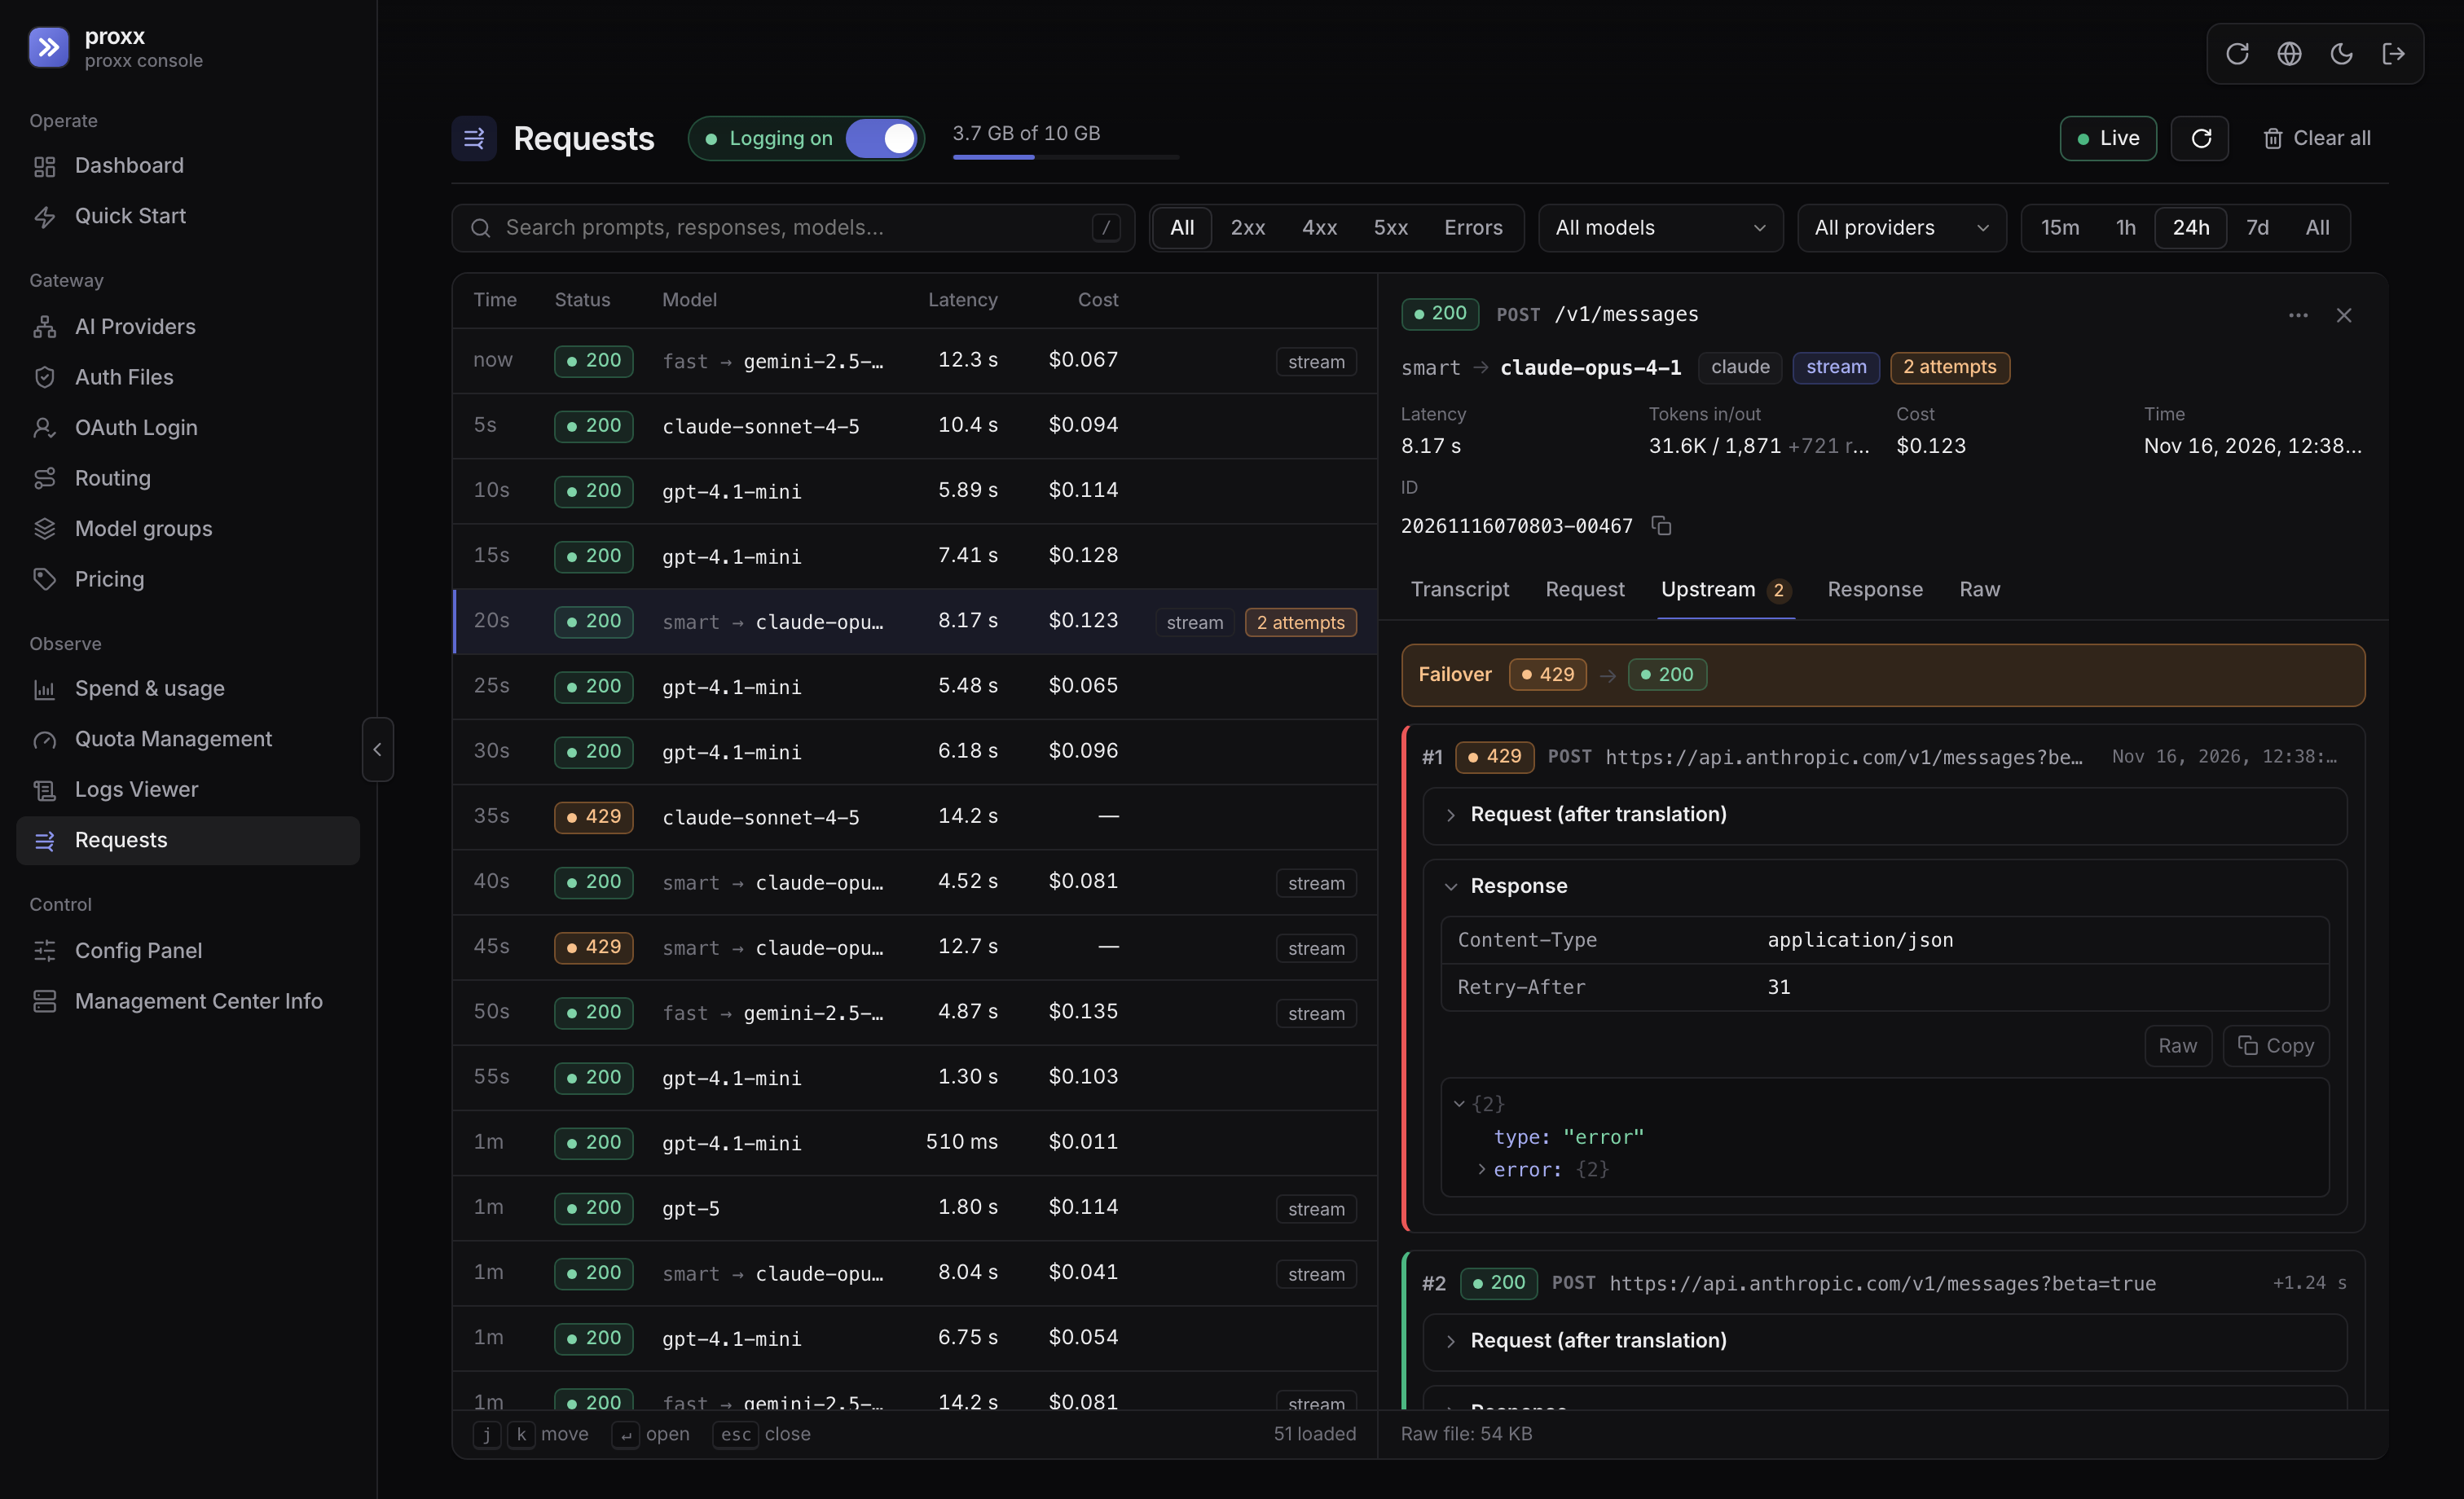 proxx
proxx console
Operate
Dashboard
Quick Start
Gateway
AI Providers
Auth Files
OAuth Login
Routing
Model groups
Pricing
Observe
Spend & usage
Quota Management
Logs Viewer
Requests
Control
Config Panel
Management Center Info
Requests Logging on 3.7 GB of 10 GB Live Clear all
Search prompts, responses, models... / All 2xx 4xx 5xx Errors All models All providers 15m 1h 24h 7d All
Time Status Model Latency Cost
now 200 fast → gemini-2.5-… 12.3 s $0.067 stream
5s 200 claude-sonnet-4-5 10.4 s $0.094
10s 200 gpt-4.1-mini 5.89 s $0.114
15s 200 gpt-4.1-mini 7.41 s $0.128
20s 200 smart → claude-opu… 8.17 s $0.123 stream 2 attempts
25s 200 gpt-4.1-mini 5.48 s $0.065
30s 200 gpt-4.1-mini 6.18 s $0.096
35s 429 claude-sonnet-4-5 14.2 s —
40s 200 smart → claude-opu… 4.52 s $0.081 stream
45s 429 smart → claude-opu… 12.7 s — stream
50s 200 fast → gemini-2.5-… 4.87 s $0.135 stream
55s 200 gpt-4.1-mini 1.30 s $0.103
1m 200 gpt-4.1-mini 510 ms $0.011
1m 200 gpt-5 1.80 s $0.114 stream
1m 200 smart → claude-opu… 8.04 s $0.041 stream
1m 200 gpt-4.1-mini 6.75 s $0.054
1m 200 fast → gemini-2.5-… 14.2 s $0.081 stream
j k move ↵ open esc close 51 loaded
200 POST /v1/messages
smart → claude-opus-4-1 claude stream 2 attempts
Latency Tokens in/out Cost Time
8.17 s 31.6K / 1,871 +721 r… $0.123 Nov 16, 2026, 12:38…
ID
20261116070803-00467
Transcript Request Upstream 2 Response Raw
Failover 429 → 200
#1 429 POST https://api.anthropic.com/v1/messages?be… Nov 16, 2026, 12:38:…
Request (after translation)
Response
Content-Type application/json
Retry-After 31
Raw Copy
{2}
type: "error"
error: {2}
#2 200 POST https://api.anthropic.com/v1/messages?beta=true +1.24 s
Request (after translation)
Response
Raw file: 54 KB